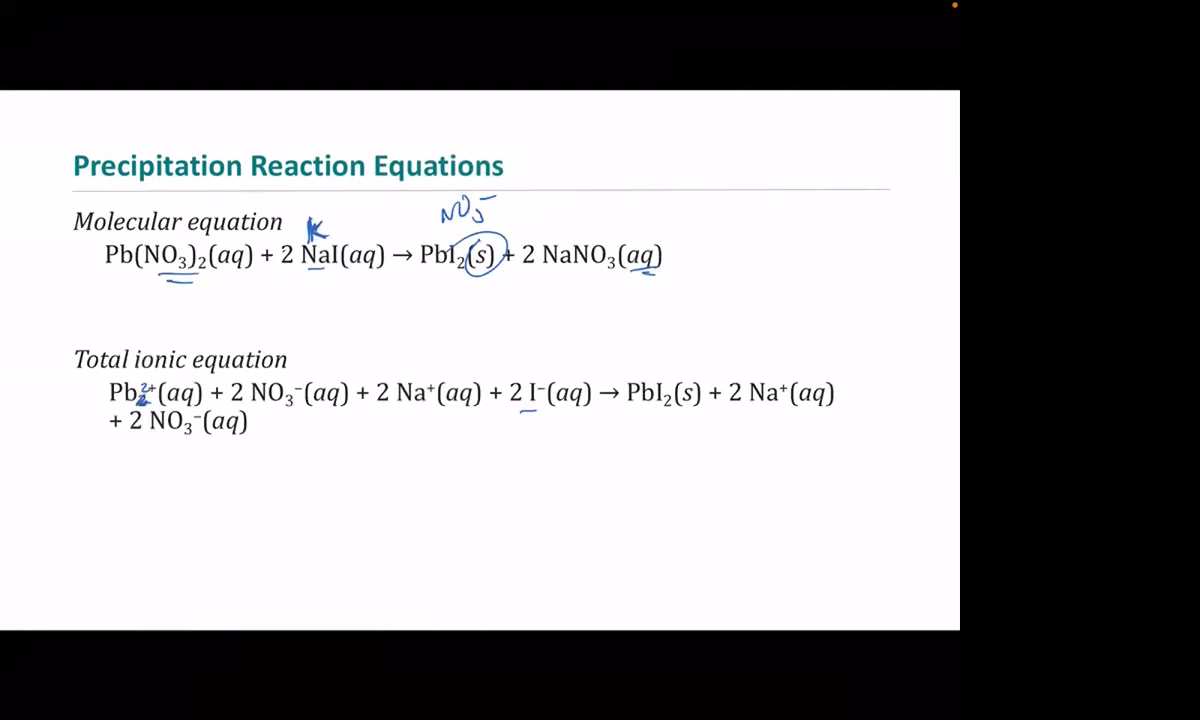 Precipitation Reaction Equations
NO₃⁻
Molecular equation K
Pb(NO₃)₂(aq) + 2 NaI(aq) → PbI₂(s) + 2 NaNO₃(aq)
Total ionic equation
Pb²⁺(aq) + 2 NO₃⁻(aq) + 2 Na⁺(aq) + 2 I⁻(aq) → PbI₂(s) + 2 Na⁺(aq)
+ 2 NO₃⁻(aq)